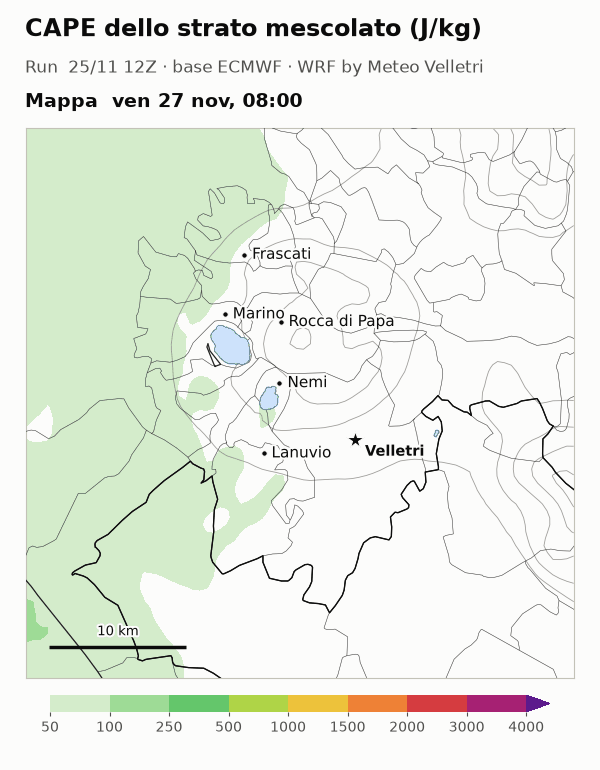 CAPE dello strato mescolato (J/kg)
Run  25/11 12Z · base ECMWF · WRF by Meteo Velletri
Mappa  ven 27 nov, 08:00
Frascati
Marino
Rocca di Papa
Nemi
Velletri
Lanuvio
10 km
50 100 250 500 1000 1500 2000 3000 4000